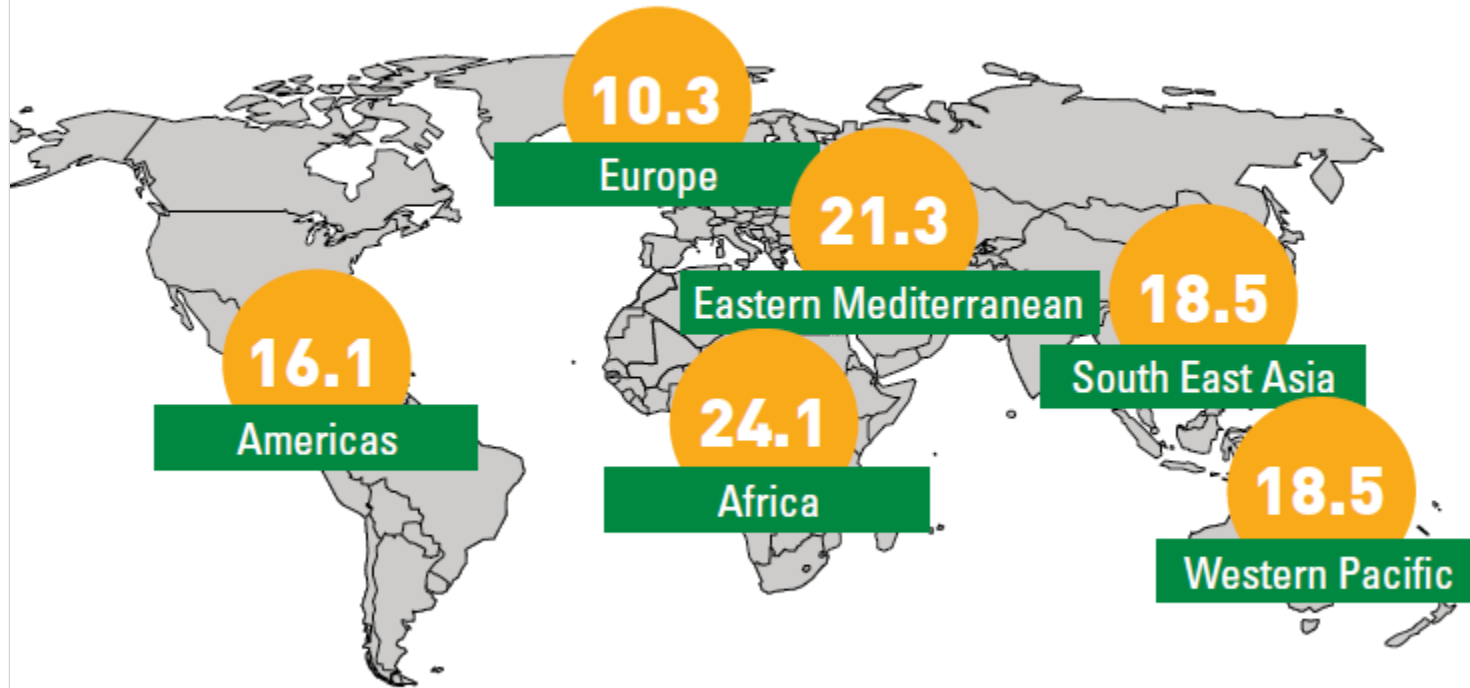 10.3
Europe
21.3
Eastern Mediterranean
18.5
South East Asia
16.1
Americas
24.1
Africa
18.5
Western Pacific